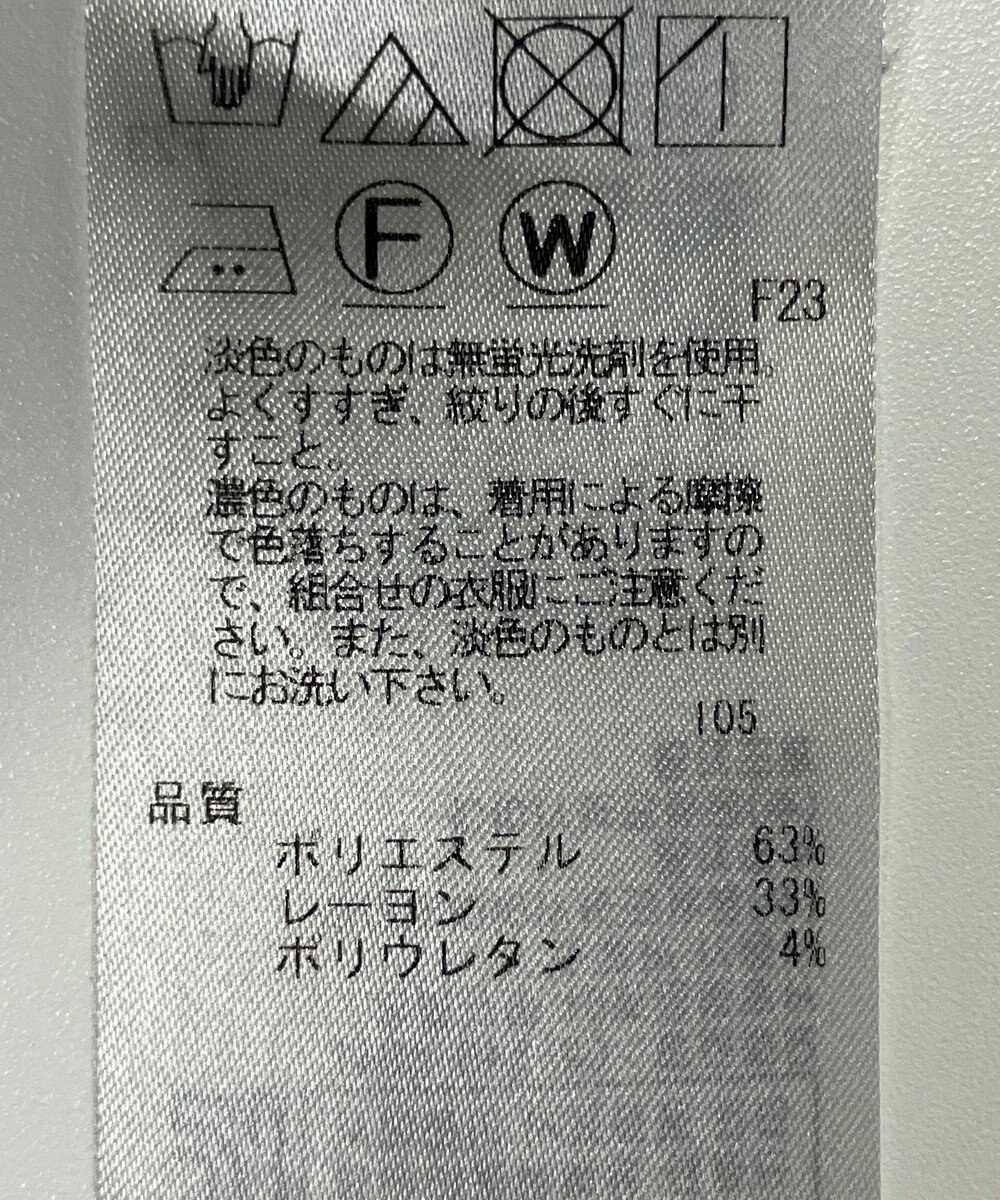 F
W
F23
淡色のものは無蛍光洗剤を使用。
よくすすぎ、絞りの後すぐに干
すこと。
濃色のものは、着用による摩擦
で色落ちすることがありますの
で、組合せの衣服にご注意くだ
さい。また、淡色のものとは別
にお洗い下さい。
105
品質
ポリエステル 63%
レーヨン 33%
ポリウレタン 4%